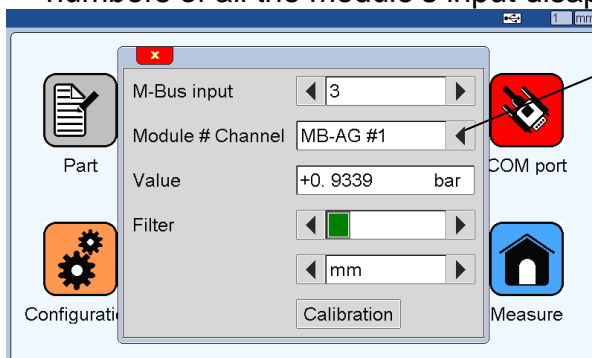 numbers of all the module's input disap
1 mm
x
M-Bus input 3
Module # Channel MB-AG #1
Part
COM port
Value +0. 9339 bar
Filter
mm
Configurati
Calibration
Measure